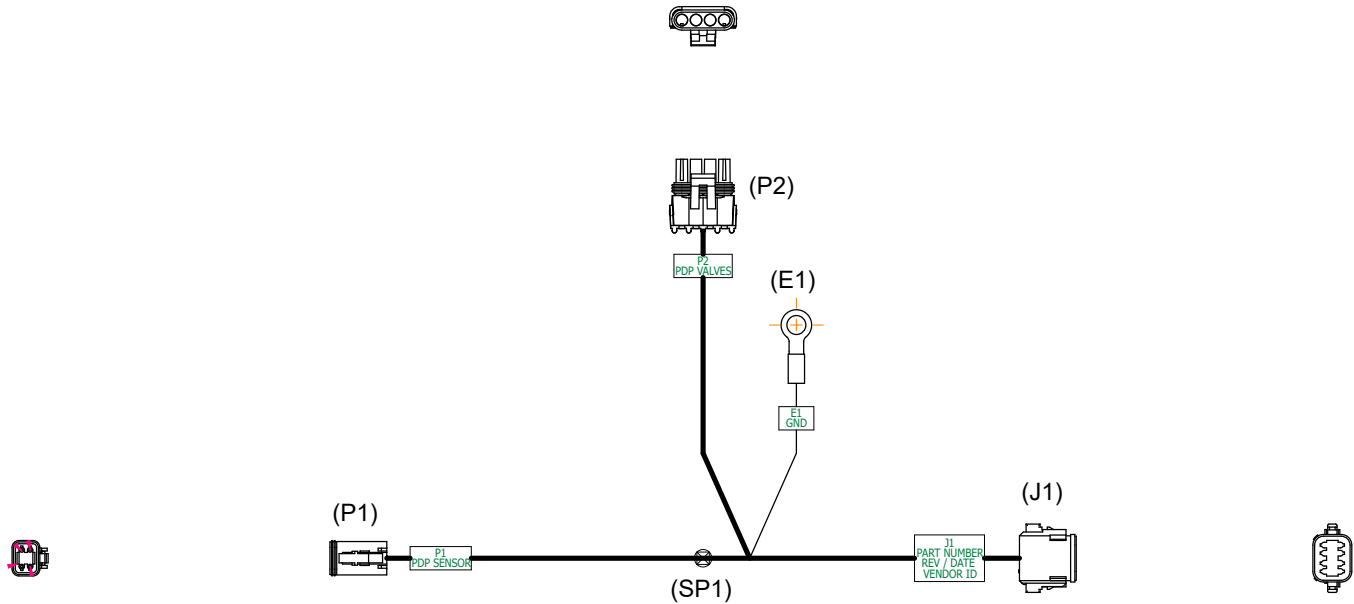 (P2)
P2
PDP VALVES
(E1)
E1
GND
(J1)
(P1)
P1
PDP SENSOR
J1
PART NUMBER
REV / DATE
VENDOR ID
(SP1)